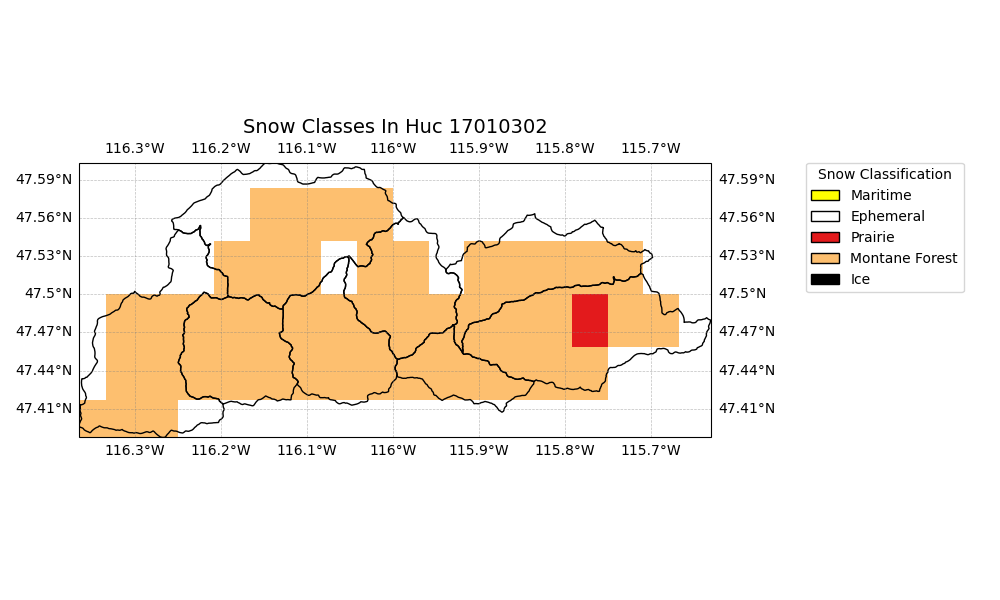 Snow Classes In Huc 17010302
116.3°W 116.2°W 116.1°W 116°W 115.9°W 115.8°W 115.7°W
47.59°N 47.59°N
47.56°N 47.56°N
47.53°N 47.53°N
47.5°N 47.5°N
47.47°N 47.47°N
47.44°N 47.44°N
47.41°N 47.41°N
116.3°W 116.2°W 116.1°W 116°W 115.9°W 115.8°W 115.7°W
Snow Classification
Maritime
Ephemeral
Prairie
Montane Forest
Ice